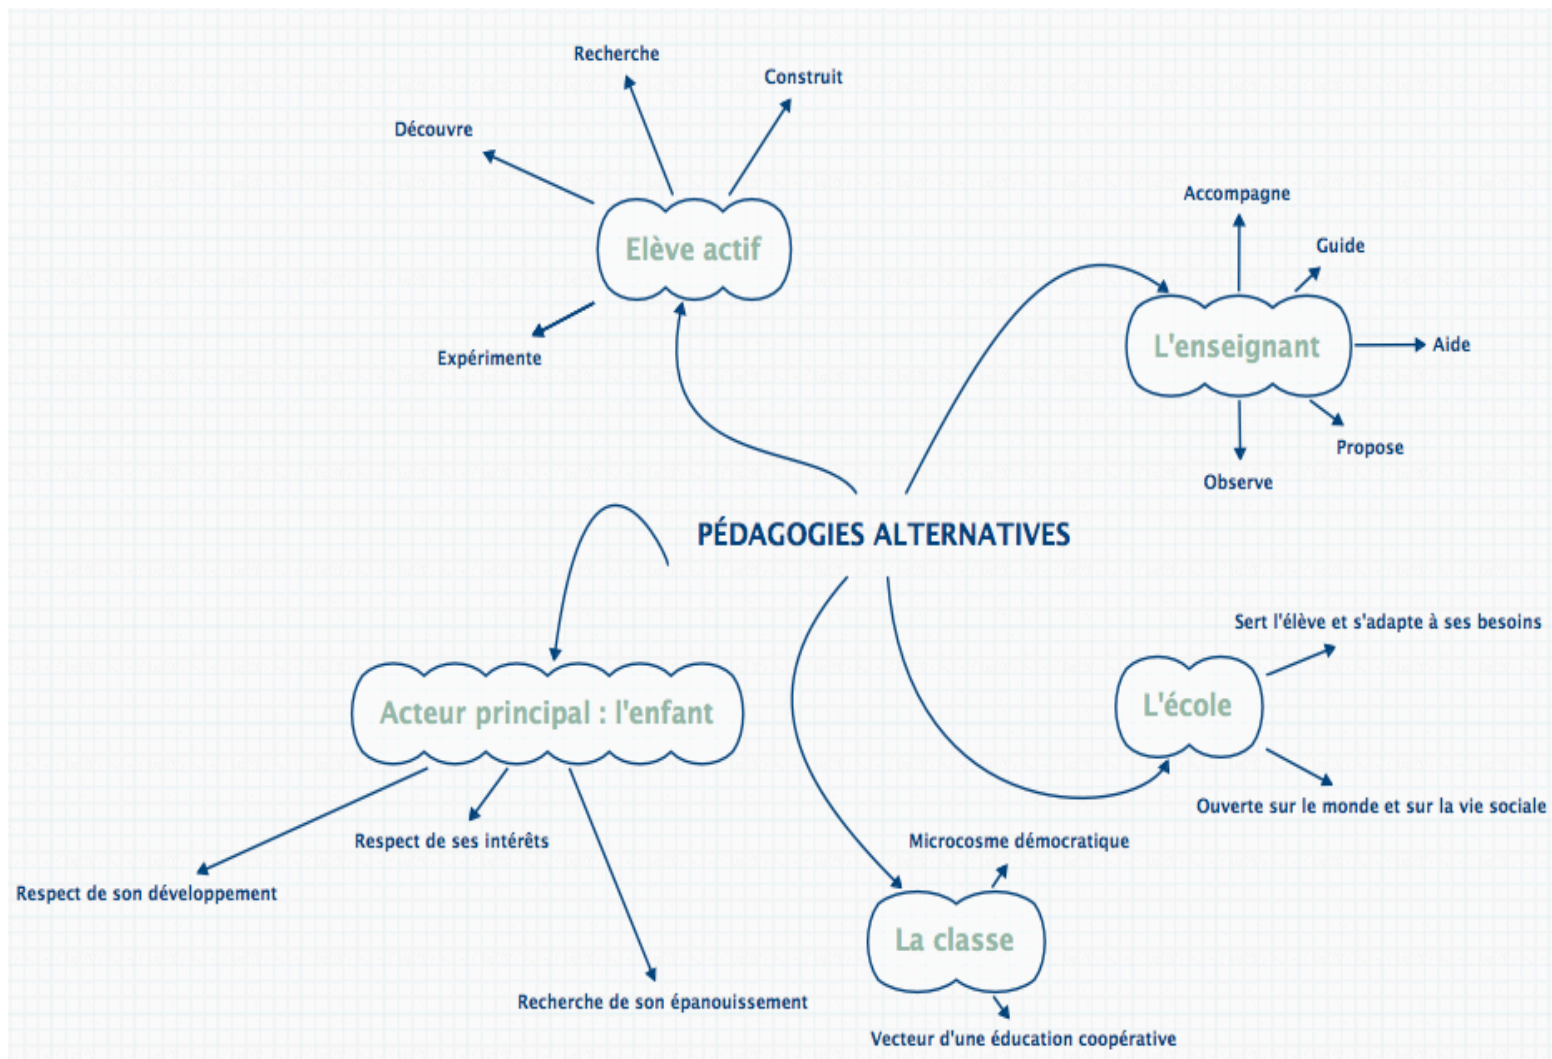 Recherche
Construit
Découvre
Elève actif
Expérimente
Accompagne
Guide
L'enseignant
Aide
Propose
Observe
PÉDAGOGIES ALTERNATIVES
Acteur principal : l'enfant
Respect de ses intérêts
Respect de son développement
Recherche de son épanouissement
Sert l'élève et s'adapte à ses besoins
L'école
Ouverte sur le monde et sur la vie sociale
Microcosme démocratique
La classe
Vecteur d'une éducation coopérative